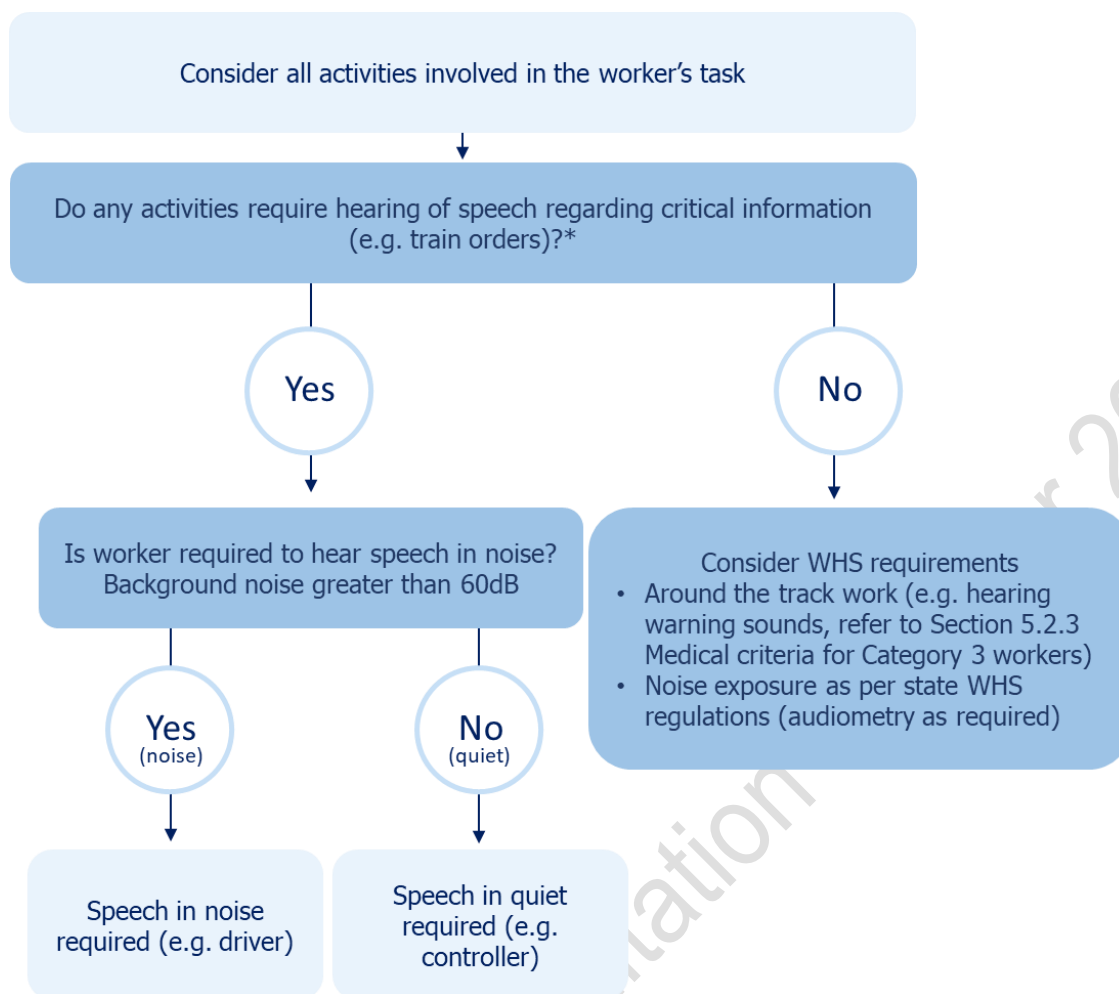 Consider all activities involved in the worker's task
Do any activities require hearing of speech regarding critical information
(e.g. train orders)?*
Yes
No
Is worker required to hear speech in noise?
Background noise greater than 60dB
Consider WHS requirements
• Around the track work (e.g. hearing
warning sounds, refer to Section 5.2.3
Medical criteria for Category 3 workers)
• Noise exposure as per state WHS
regulations (audiometry as required)
Yes
(noise)
No
(quiet)
Speech in noise
required (e.g. driver)
Speech in quiet
required (e.g.
controller)